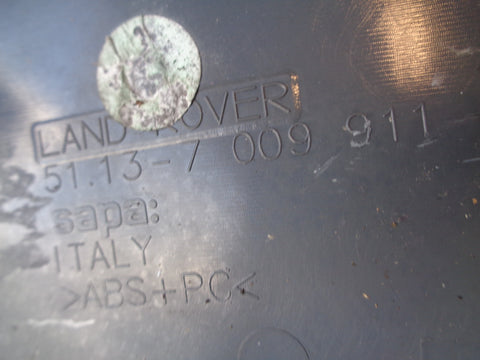 LAND ROVER
51.13-7 009 911
sapa:
ITALY
>ABS+PC<